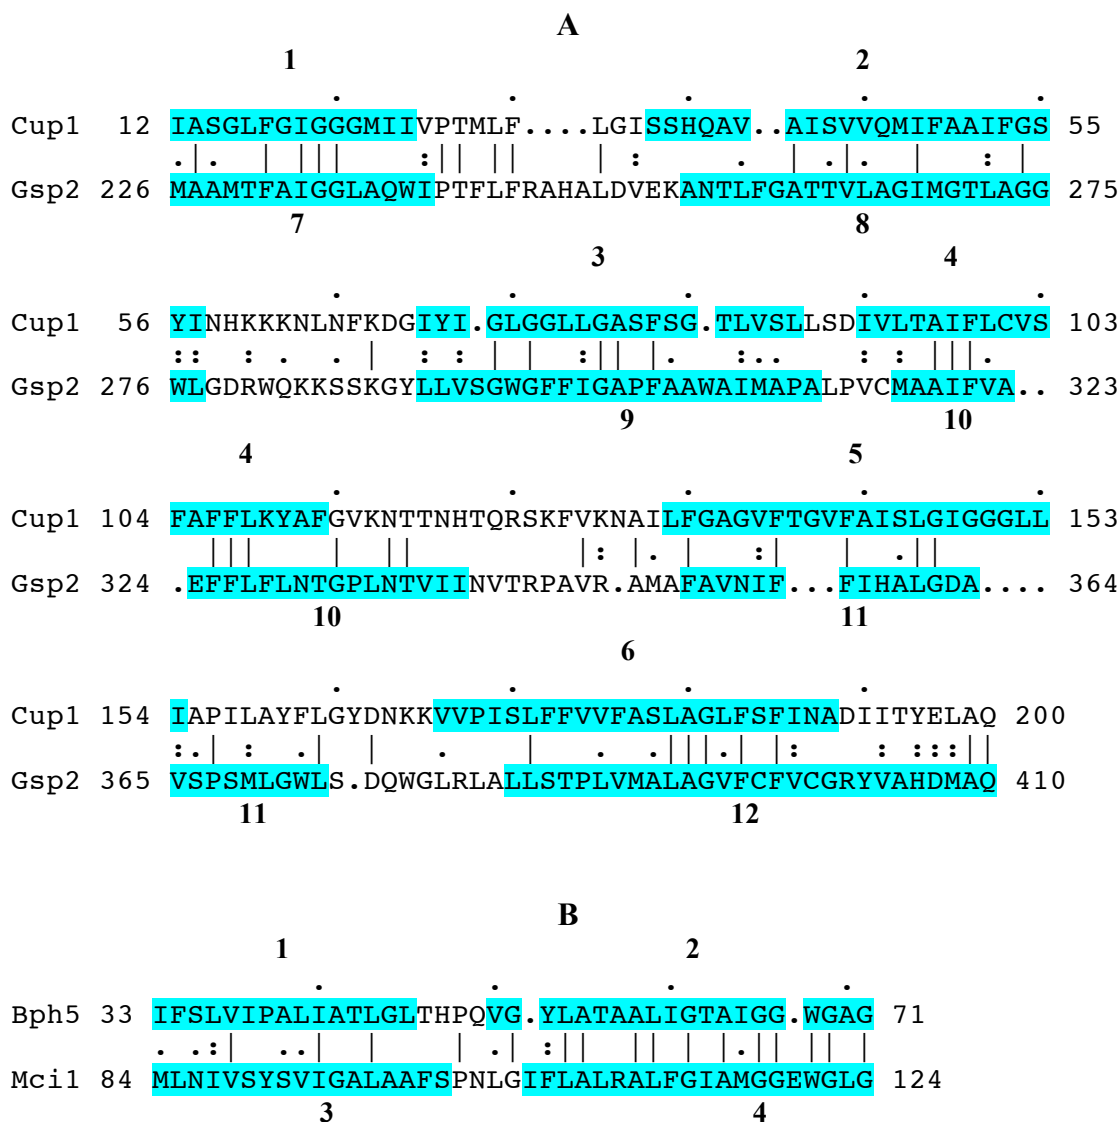 A
1 2
. . . . .
Cup1 12 IASGLFGIGGGMIIVPTMLF....LGISSHQAV..AISVVQMIFAAIFGS 55
.|. | ||| :|| || | : . | .|. | : |
Gsp2 226 MAAMTFAIGGLAQWIPTFLFRAHALDVEKANTLFGATTVLAGIMGTLAGG 275
7 8
3 4
. . . . .
Cup1 56 YINHKKKNLNFKDGIYI.GLGGLLGASFSG.TLVSLLSDIVLTAIFLCVS 103
:: : . . | : : | | :|| |. :.. : : |||.
Gsp2 276 WLGDRWQKKSSKGYLLVSGWGFFIGAPFAAWAIMAPALPVCMAAIFVA.. 323
9 10
4 5
. . . . .
Cup1 104 FAFFLKYAFGVKNTTNHTQRSKFVKNAILFGAGVFTGVFAISLGIGGGLL 153
||| | || |: |. | :| | .||
Gsp2 324 .EFFLFLNTGPLNTVIINVTRPAVR.AMAFAVNIF...FIHALGDA.... 364
10 11
6
. . . .
Cup1 154 IAPILAYFLGYDNKKVVPISLFFVVFASLAGLFSFINADIITYELAQ 200
:.| : .| | . | . . |||.| |: : :::||
Gsp2 365 VSPSMLGWLS.DQWGLRLALLSTPLVMALAGVFCFVCGRYVAHDMAQ 410
11 12
B
1 2
. . . .
Bph5 33 IFSLVIPALIATLGLTHPQVG.YLATAALIGTAIGG.WGAG 71
. .:| ..| | | .| :|| || | |.|| || |
Mci1 84 MLNIVSYSVIGALAAFSPNLGIFLALRALFGIAMGGEWGLG 124
3 4